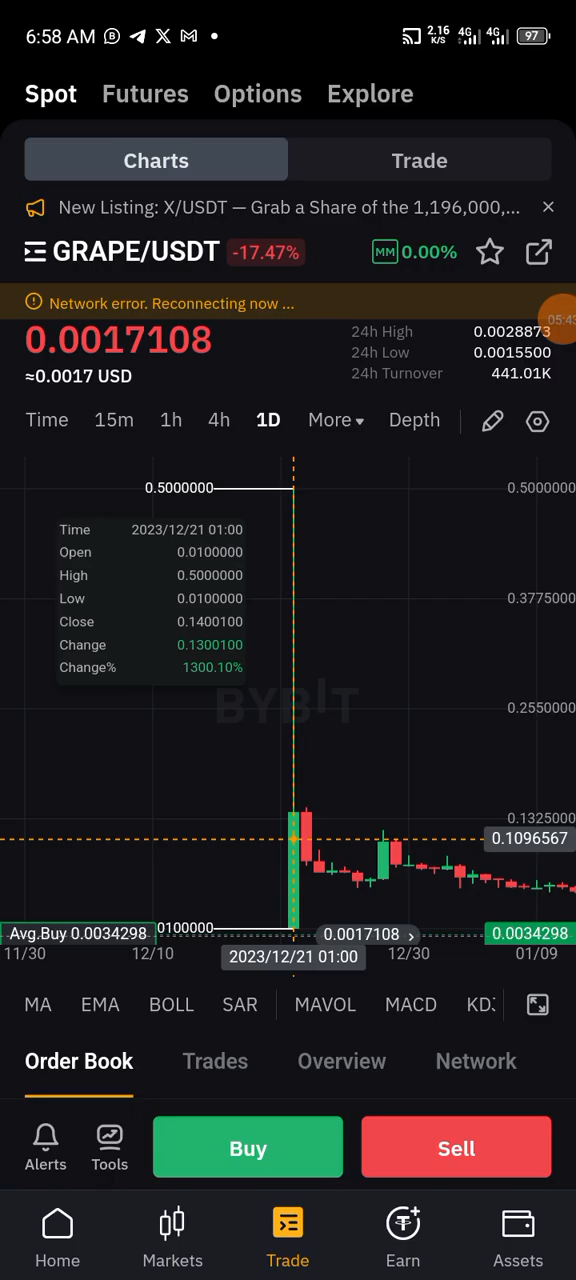 6:58 AM
2.16 K/S 4G 4G 97
Spot Futures Options Explore
Charts Trade
New Listing: X/USDT — Grab a Share of the 1,196,000,...
GRAPE/USDT -17.47% MM 0.00%
Network error. Reconnecting now ...
05:43
0.0017108
≈0.0017 USD
24h High 0.0028873
24h Low 0.0015500
24h Turnover 441.01K
Time 15m 1h 4h 1D More Depth
0.5000000 0.5000000
Time 2023/12/21 01:00
Open 0.0100000
High 0.5000000
Low 0.0100000
Close 0.1400100
Change 0.1300100
Change% 1300.10%
0.3775000
BYBIT
0.2550000
0.1325000
0.1096567
Avg.Buy 0.0034298 0100000 0.0017108 0.0034298
11/30 12/10 2023/12/21 01:00 12/30 01/09
MA EMA BOLL SAR MAVOL MACD KDJ
Order Book Trades Overview Network
Alerts Tools Buy Sell
Home Markets Trade Earn Assets